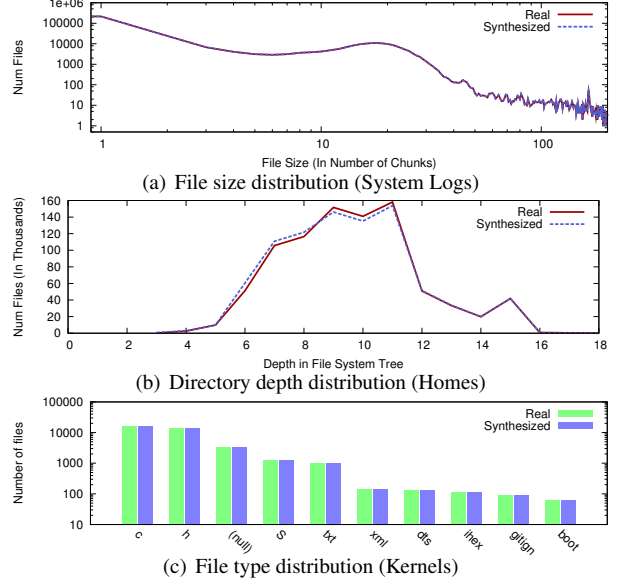 1e+06
100000
10000
1000
100
10
1
Num Files
Real
Synthesized
1 10 100
File Size (In Number of Chunks)
(a) File size distribution (System Logs)
160
140
120
100
80
60
40
20
0
Num Files (In Thousands)
Real
Synthesized
0 2 4 6 8 10 12 14 16 18
Depth in File System Tree
(b) Directory depth distribution (Homes)
100000
10000
1000
100
10
Number of files
Real
Synthesized
c h (null) S txt xml dts ihex gitign boot
(c) File type distribution (Kernels)